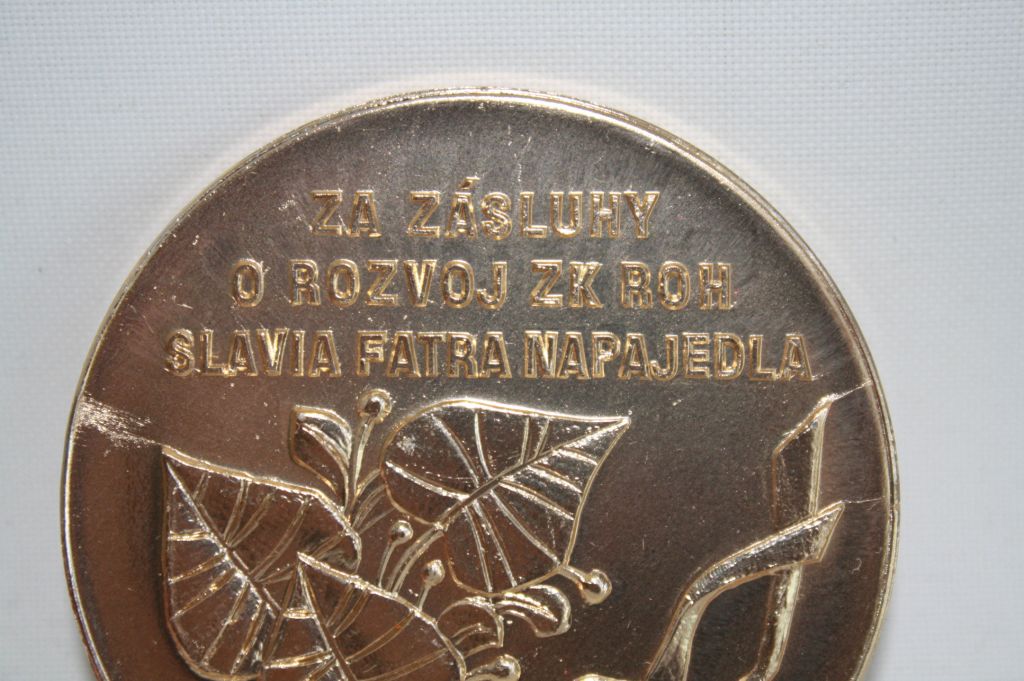 ZA ZÁSLUHY
O ROZVOJ ZK ROH
SLAVIA FATRA NAPAJEDLA